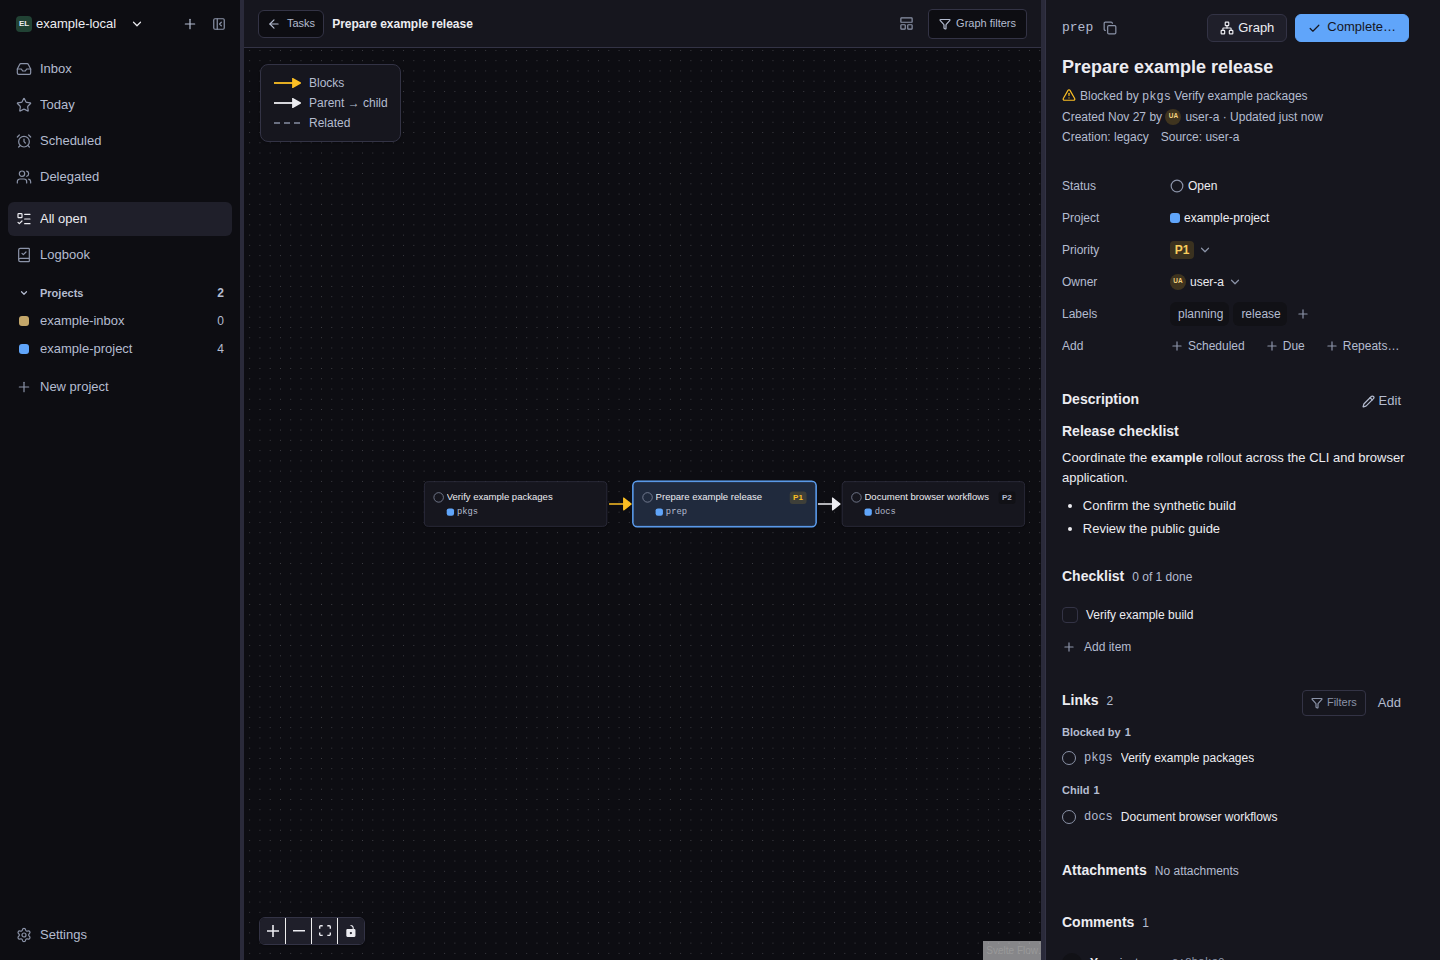 EL example-local
Inbox
Today
Scheduled
Delegated
All open
Logbook
Projects 2
example-inbox 0
example-project 4
New project
Settings
Tasks
Prepare example release
Graph filters
Blocks
Parent → child
Related
Verify example packages
pkgs
Prepare example release P1
prep
Document browser workflows P2
docs
Svelte Flow
prep
Graph
Complete…
Prepare example release
Blocked by pkgs Verify example packages
Created Nov 27 by UA user-a · Updated just now
Creation: legacy Source: user-a
Status Open
Project example-project
Priority P1
Owner UA user-a
Labels planning release
Add Scheduled Due Repeats…
Description Edit
Release checklist
Coordinate the example rollout across the CLI and browser
application.
• Confirm the synthetic build
• Review the public guide
Checklist 0 of 1 done
Verify example build
Add item
Links 2 Filters Add
Blocked by 1
pkgs Verify example packages
Child 1
docs Document browser workflows
Attachments No attachments
Comments 1